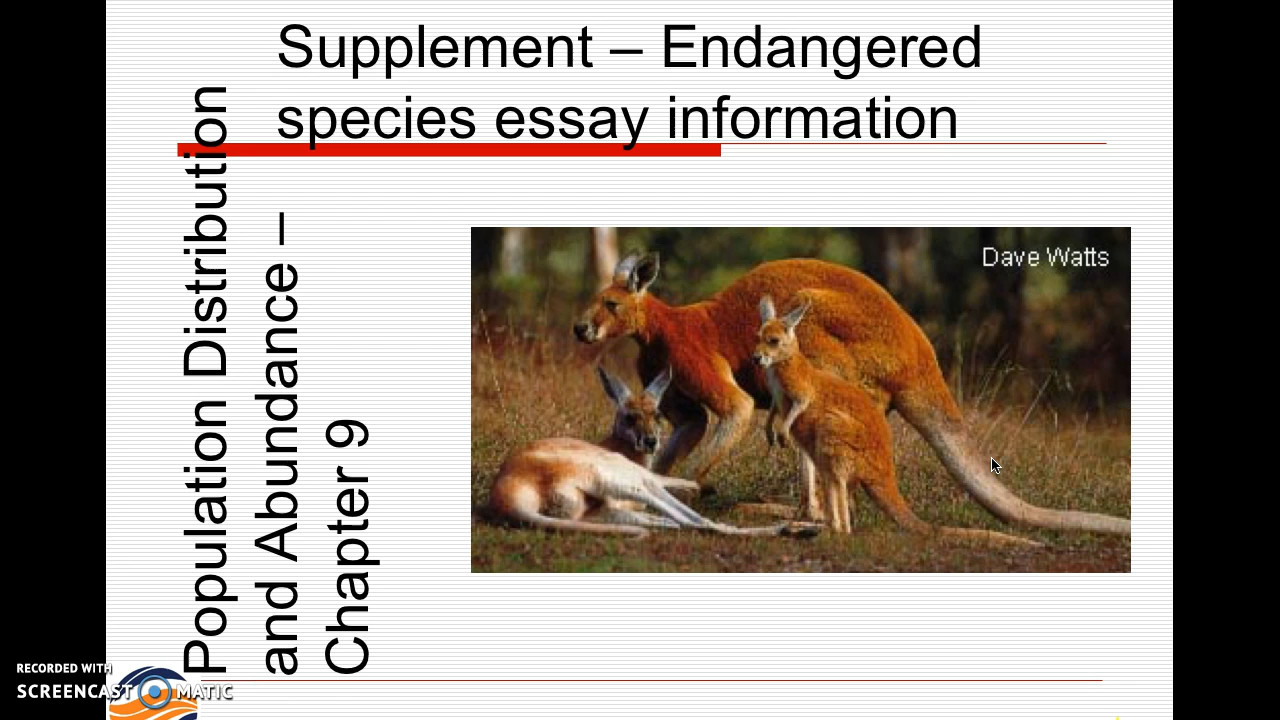 Supplement – Endangered
species essay information
Population Distribution
and Abundance –
Chapter 9
Dave Watts
RECORDED WITH
SCREENCAST MATIC